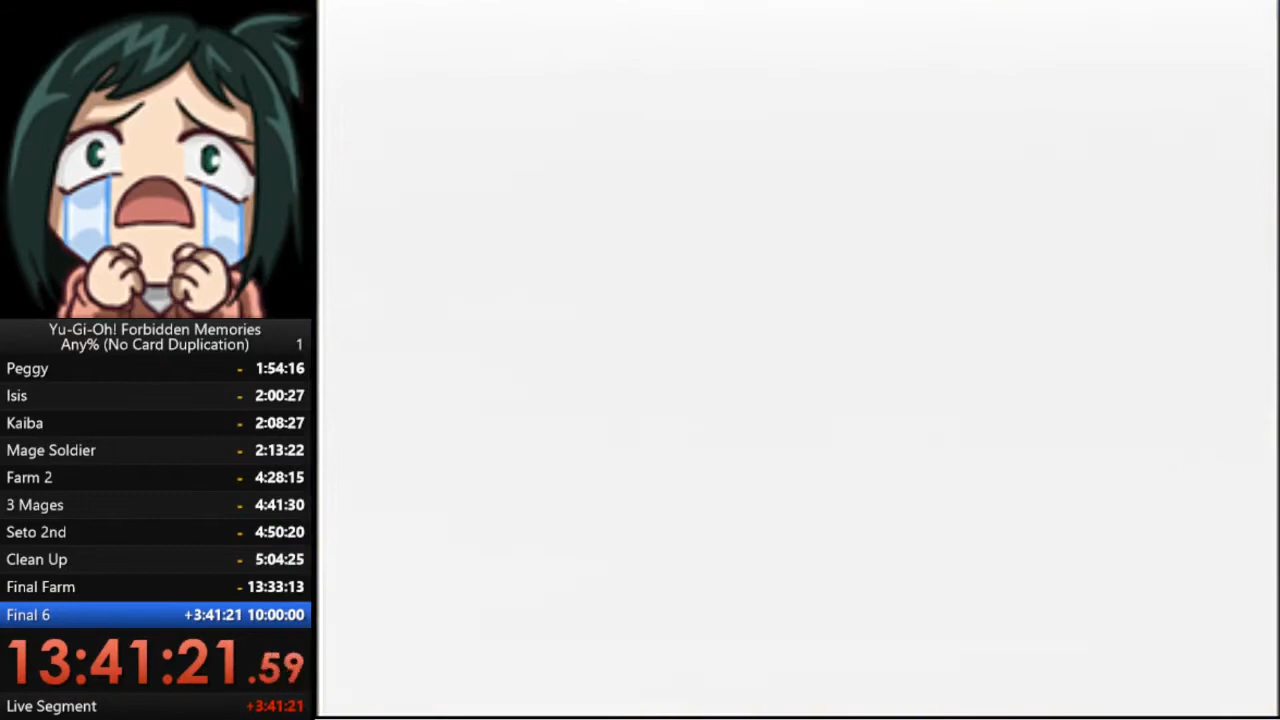 Yu-Gi-Oh! Forbidden Memories
Any% (No Card Duplication) 1
Peggy - 1:54:16
Isis - 2:00:27
Kaiba - 2:08:27
Mage Soldier - 2:13:22
Farm 2 - 4:28:15
3 Mages - 4:41:30
Seto 2nd - 4:50:20
Clean Up - 5:04:25
Final Farm - 13:33:13
Final 6 +3:41:21 10:00:00
13:41:21.59
Live Segment +3:41:21